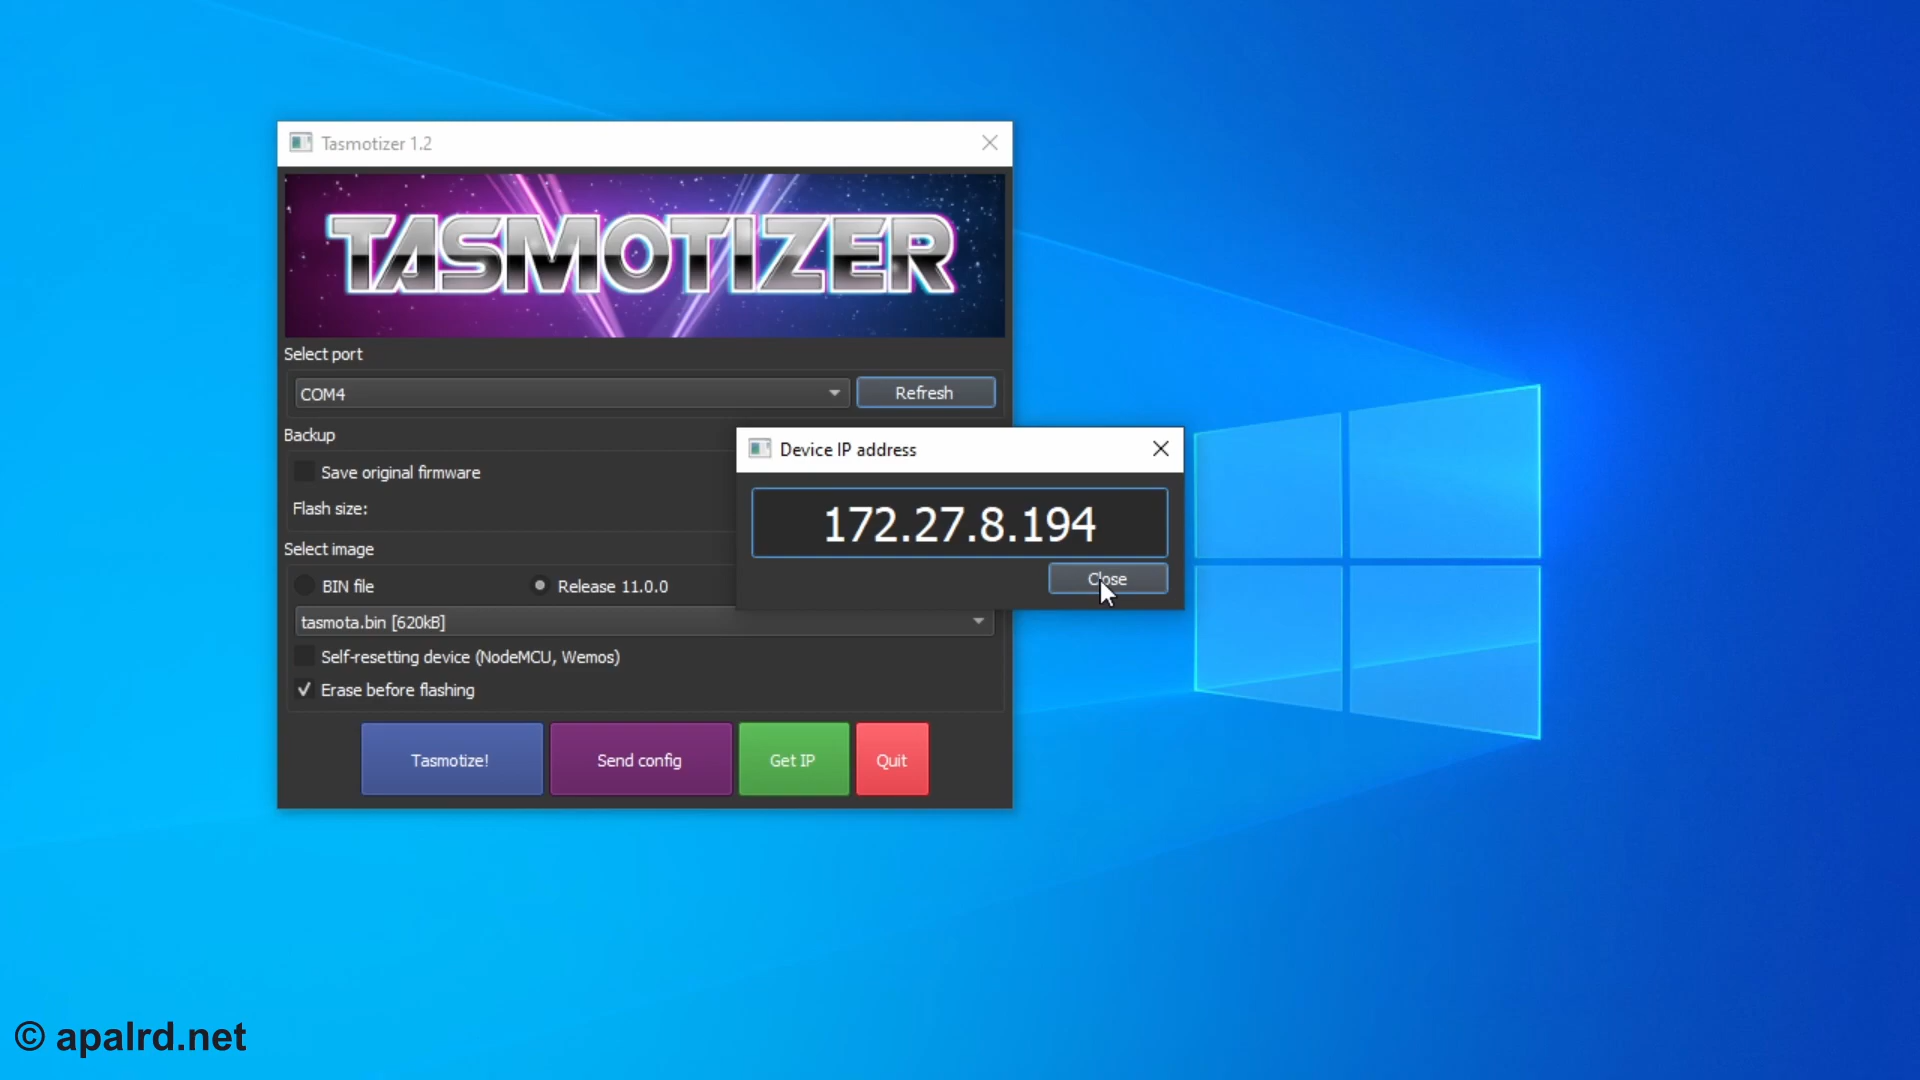 Tasmotizer 1.2
TASMOTIZER
Select port
COM4
Refresh
Backup
Save original firmware
Flash size:
Device IP address
172.27.8.194
Close
Select image
BIN file
Release 11.0.0
tasmota.bin [620kB]
Self-resetting device (NodeMCU, Wemos)
Erase before flashing
Tasmotize!
Send config
Get IP
Quit
© apalrd.net